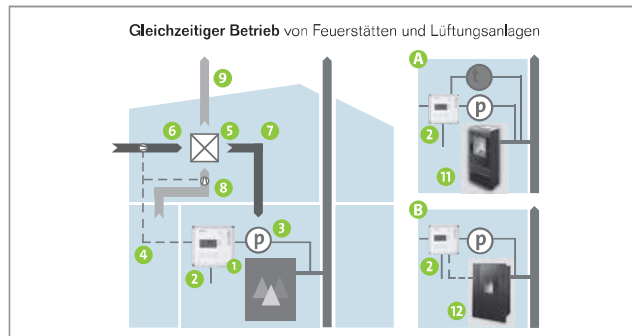 Gleichzeitiger Betrieb von Feuerstätten und Lüftungsanlagen
9
6
5
7
8
4
3
p
2
1
A
t
p
2
11
B
p
2
12